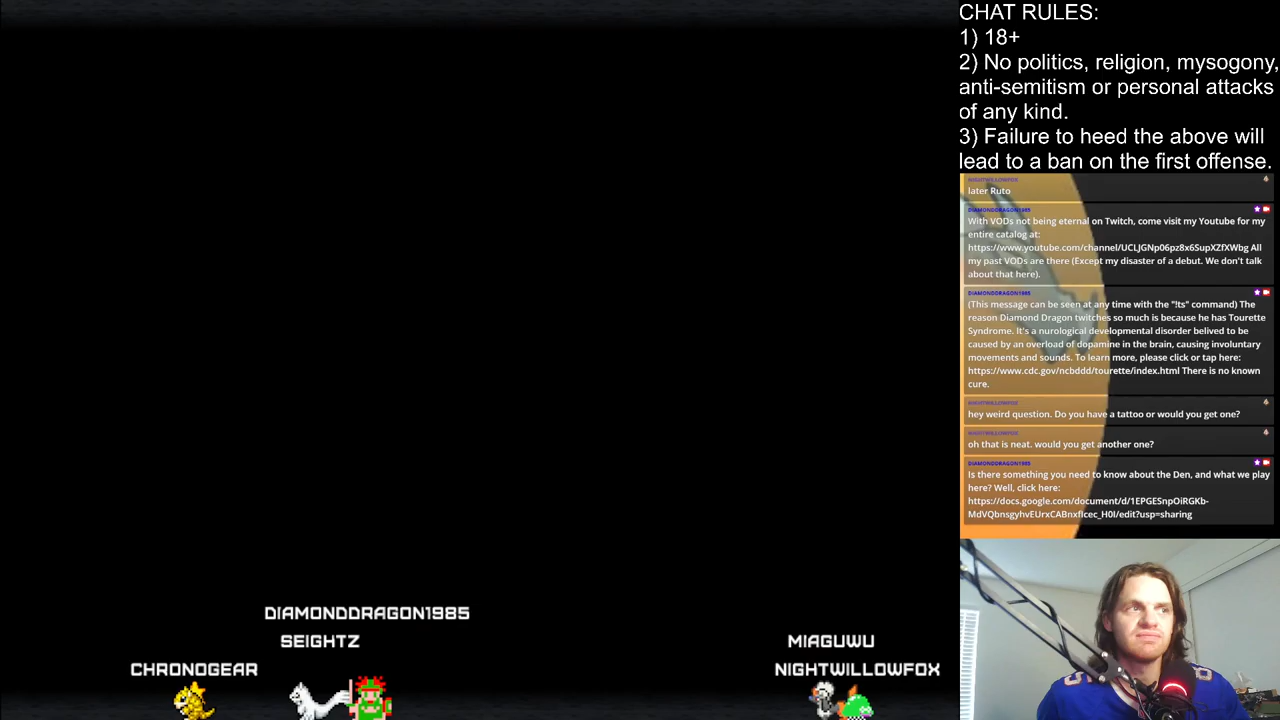 CHAT RULES:
1) 18+
2) No politics, religion, mysogony,
anti-semitism or personal attacks
of any kind.
3) Failure to heed the above will
lead to a ban on the first offense.
NIGHTWILLOWFOX
later Ruto
DIAMONDDRAGON1985
With VODs not being eternal on Twitch, come visit my Youtube for my
entire catalog at:
https://www.youtube.com/channel/UCLJGNp06pz8x6SupXZfXWbg All
my past VODs are there (Except my disaster of a debut. We don't talk
about that here).
DIAMONDDRAGON1985
(This message can be seen at any time with the "!ts" command) The
reason Diamond Dragon twitches so much is because he has Tourette
Syndrome. It's a nurological developmental disorder belived to be
caused by an overload of dopamine in the brain, causing involuntary
movements and sounds. To learn more, please click or tap here:
https://www.cdc.gov/ncbddd/tourette/index.html There is no known
cure.
NIGHTWILLOWFOX
hey weird question. Do you have a tattoo or would you get one?
NIGHTWILLOWFOX
oh that is neat. would you get another one?
DIAMONDDRAGON1985
Is there something you need to know about the Den, and what we play
here? Well, click here:
https://docs.google.com/document/d/1EPGESnpOiRGKb-
MdVQbnsgyhvEUrxCABnxfIcec_H0I/edit?usp=sharing
DIAMONDDRAGON1985
SEIGHTZ
CHRONOGEAR
MIAGUWU
NIGHTWILLOWFOX